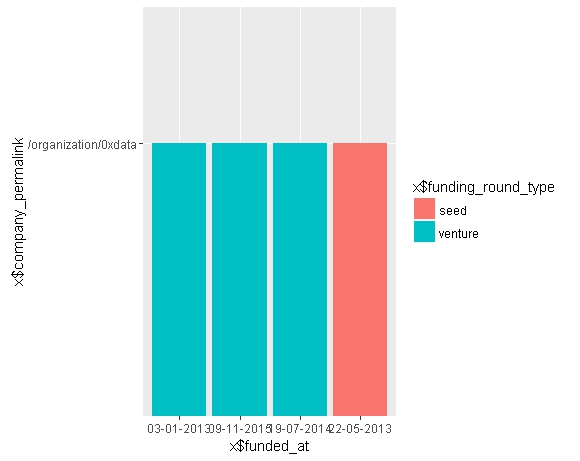 x$company_permalink
/organization/0xdata
03-01-2013 09-11-2015 19-07-2014 22-05-2013
x$funded_at
x$funding_round_type
seed
venture